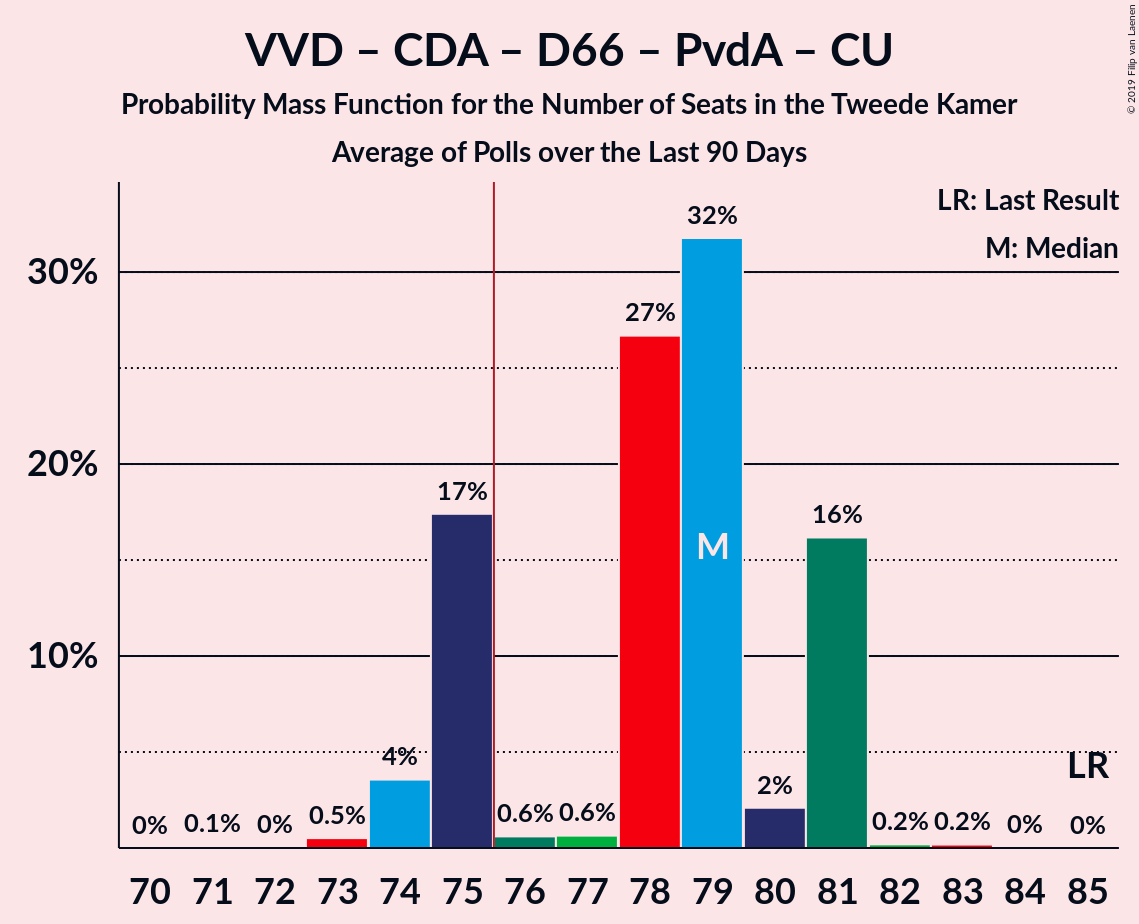 VVD – CDA – D66 – PvdA – CU
Probability Mass Function for the Number of Seats in the Tweede Kamer
Average of Polls over the Last 90 Days
© 2019 Filip van Laenen
LR: Last Result
M: Median
30%
20%
10%
0%
0.1%
0%
0.5%
4%
17%
0.6%
0.6%
27%
32%
2%
16%
0.2%
0.2%
0%
0%
M
LR
70 71 72 73 74 75 76 77 78 79 80 81 82 83 84 85